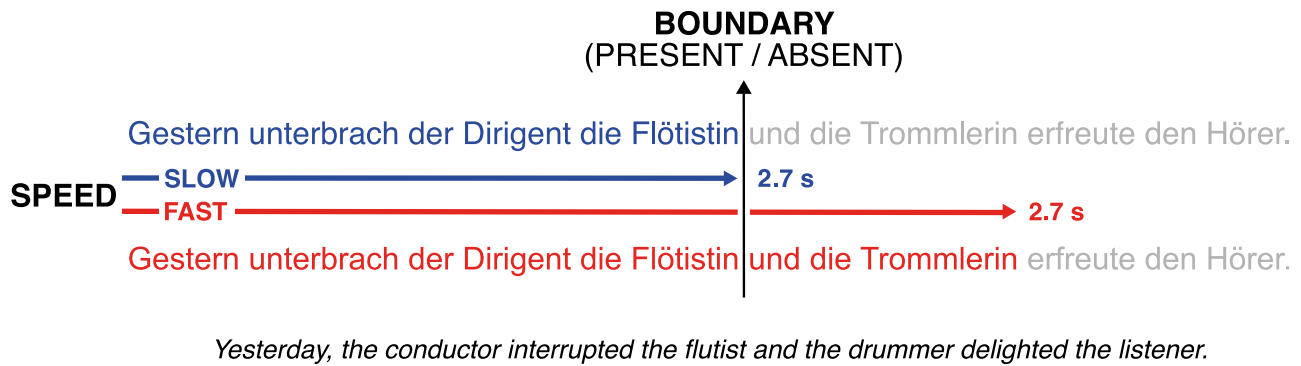 BOUNDARY
(PRESENT / ABSENT)
Gestern unterbrach der Dirigent die Flötistin und die Trommlerin erfreute den Hörer.
SPEED
SLOW
2.7 s
FAST
2.7 s
Gestern unterbrach der Dirigent die Flötistin und die Trommlerin erfreute den Hörer.
Yesterday, the conductor interrupted the flutist and the drummer delighted the listener.